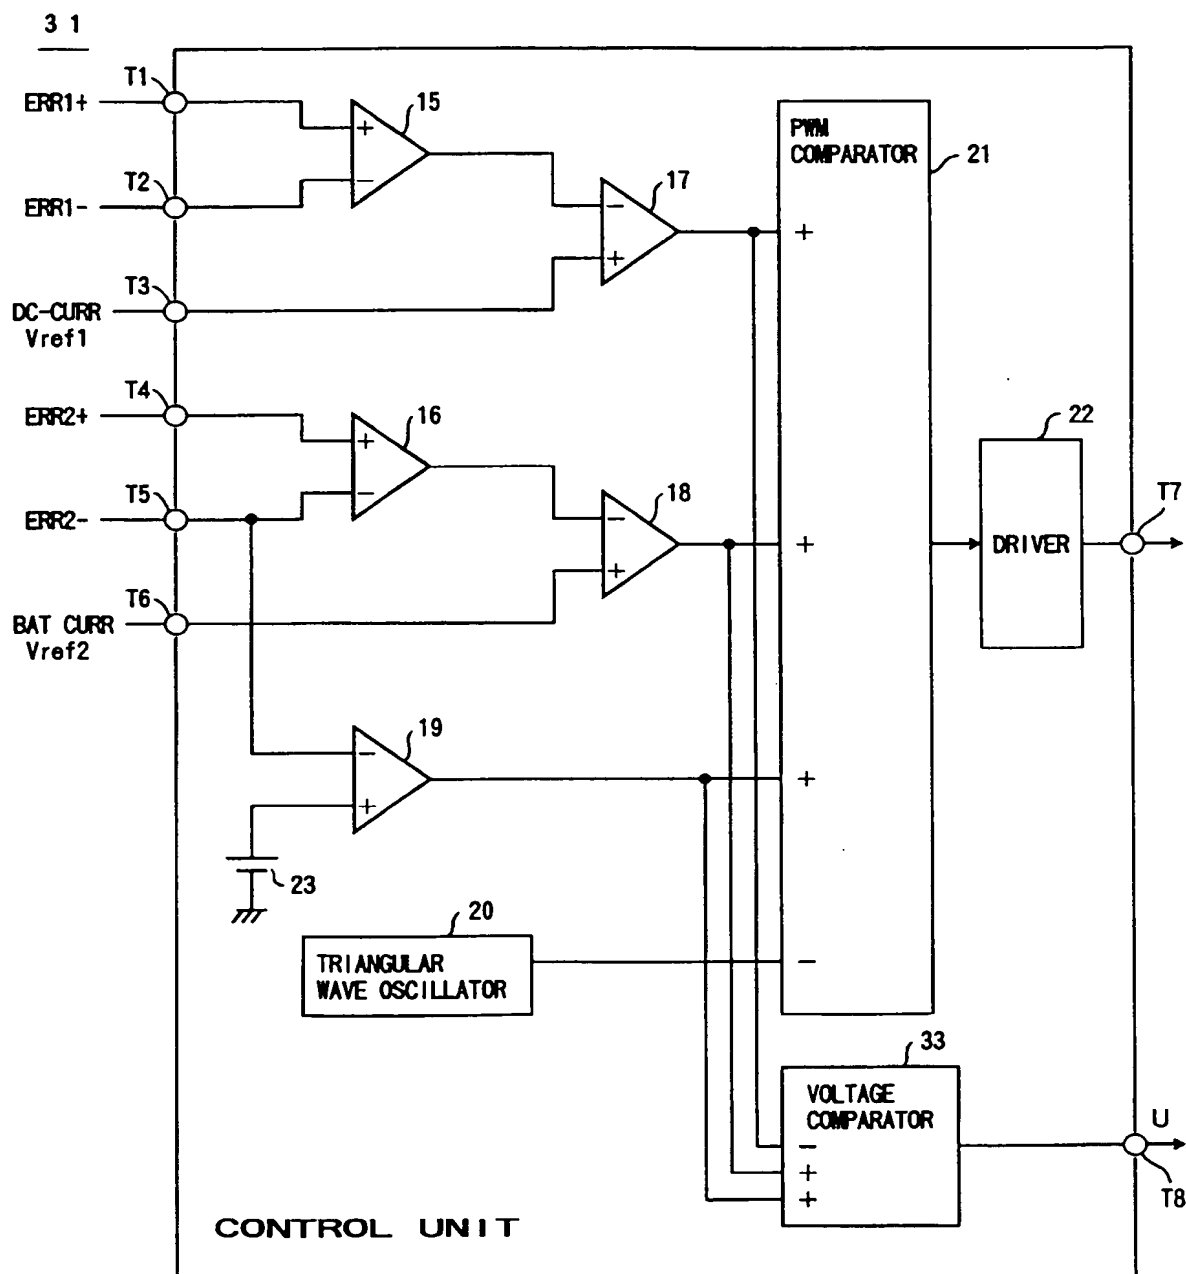 3 1
T1
ERR1+
15
PWM
COMPARATOR
21
T2
ERR1-
17
T3
DC-CURR
Vref1
T4
ERR2+
16
22
T5
ERR2-
18
DRIVER
T7
T6
BAT CURR
Vref2
19
23
20
TRIANGULAR
WAVE OSCILLATOR
33
VOLTAGE
COMPARATOR
U
T8
CONTROL UNIT
+
−
−
+
+
+
−
−
+
+
−
+
+
−
−
+
+